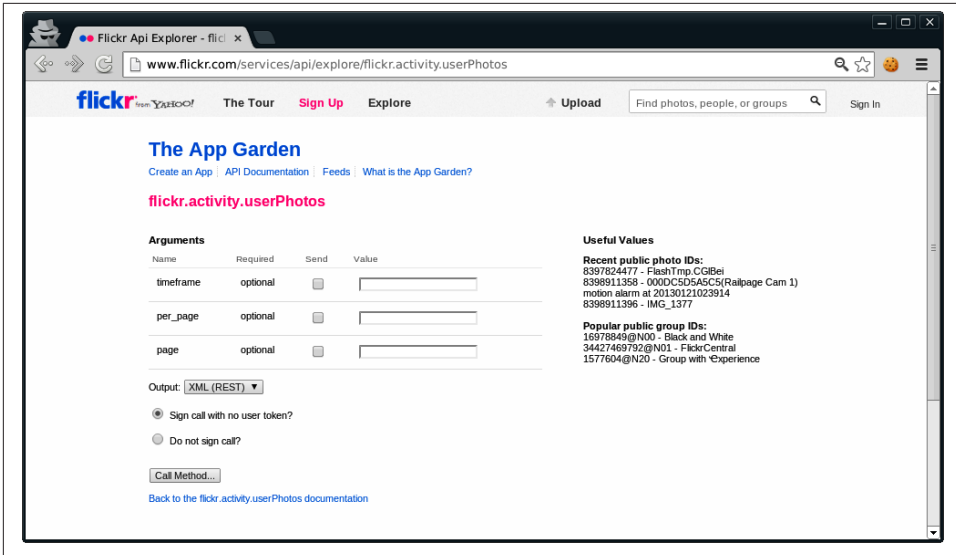 Flickr Api Explorer - flic
www.flickr.com/services/api/explore/flickr.activity.userPhotos
flickr from YAHOO!
The Tour
Sign Up
Explore
Upload
Find photos, people, or groups
Sign In
The App Garden
Create an App
API Documentation
Feeds
What is the App Garden?
flickr.activity.userPhotos
Arguments
Name Required Send Value
timeframe optional
per_page optional
page optional
Output: XML (REST) ▼
Sign call with no user token?
Do not sign call?
Call Method...
Back to the flickr.activity.userPhotos documentation
Useful Values
Recent public photo IDs:
8397824477 - FlashTmp.CGlBei
8398911358 - 000DC5D5A5C5(Railpage Cam 1)
motion alarm at 20130121023914
8398911396 - IMG_1377
Popular public group IDs:
16978849@N00 - Black and White
34427469792@N01 - FlickrCentral
1577604@N20 - Group with